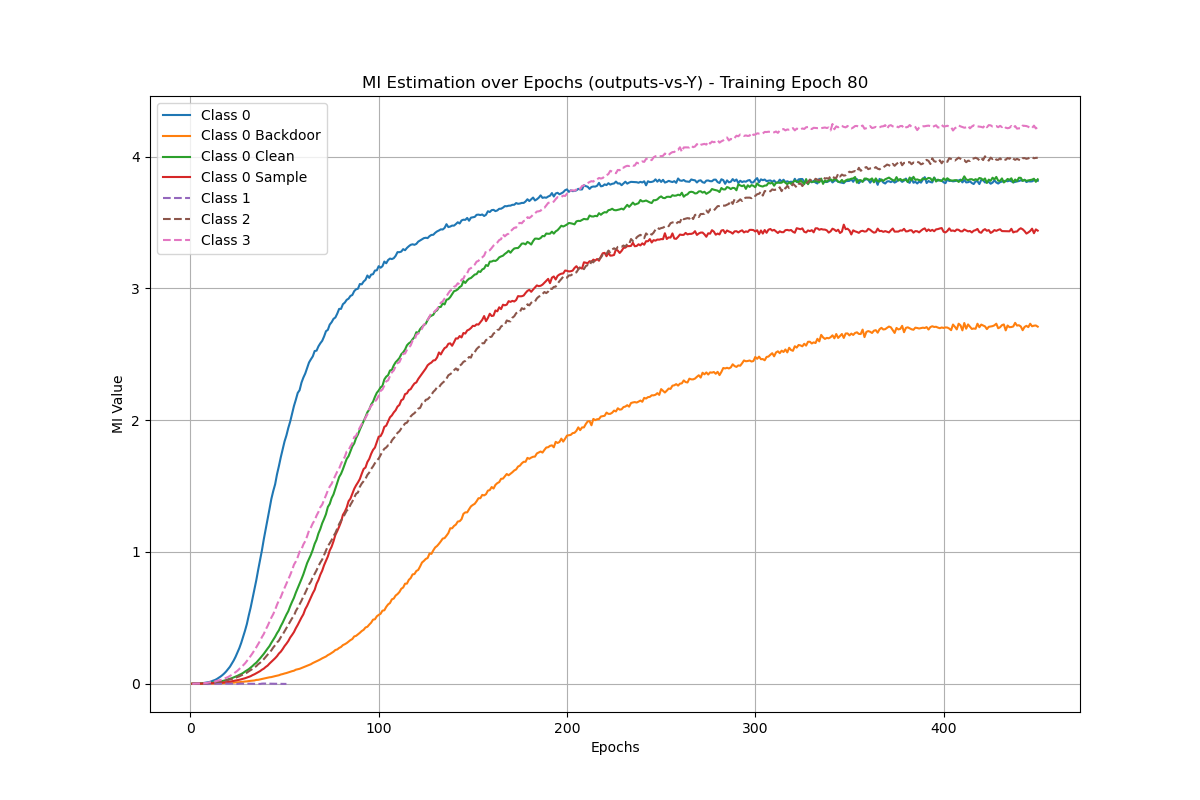 MI Estimation over Epochs (outputs-vs-Y) - Training Epoch 80
Class 0
Class 0 Backdoor
Class 0 Clean
Class 0 Sample
Class 1
Class 2
Class 3
MI Value
4
3
2
1
0
0 100 200 300 400
Epochs